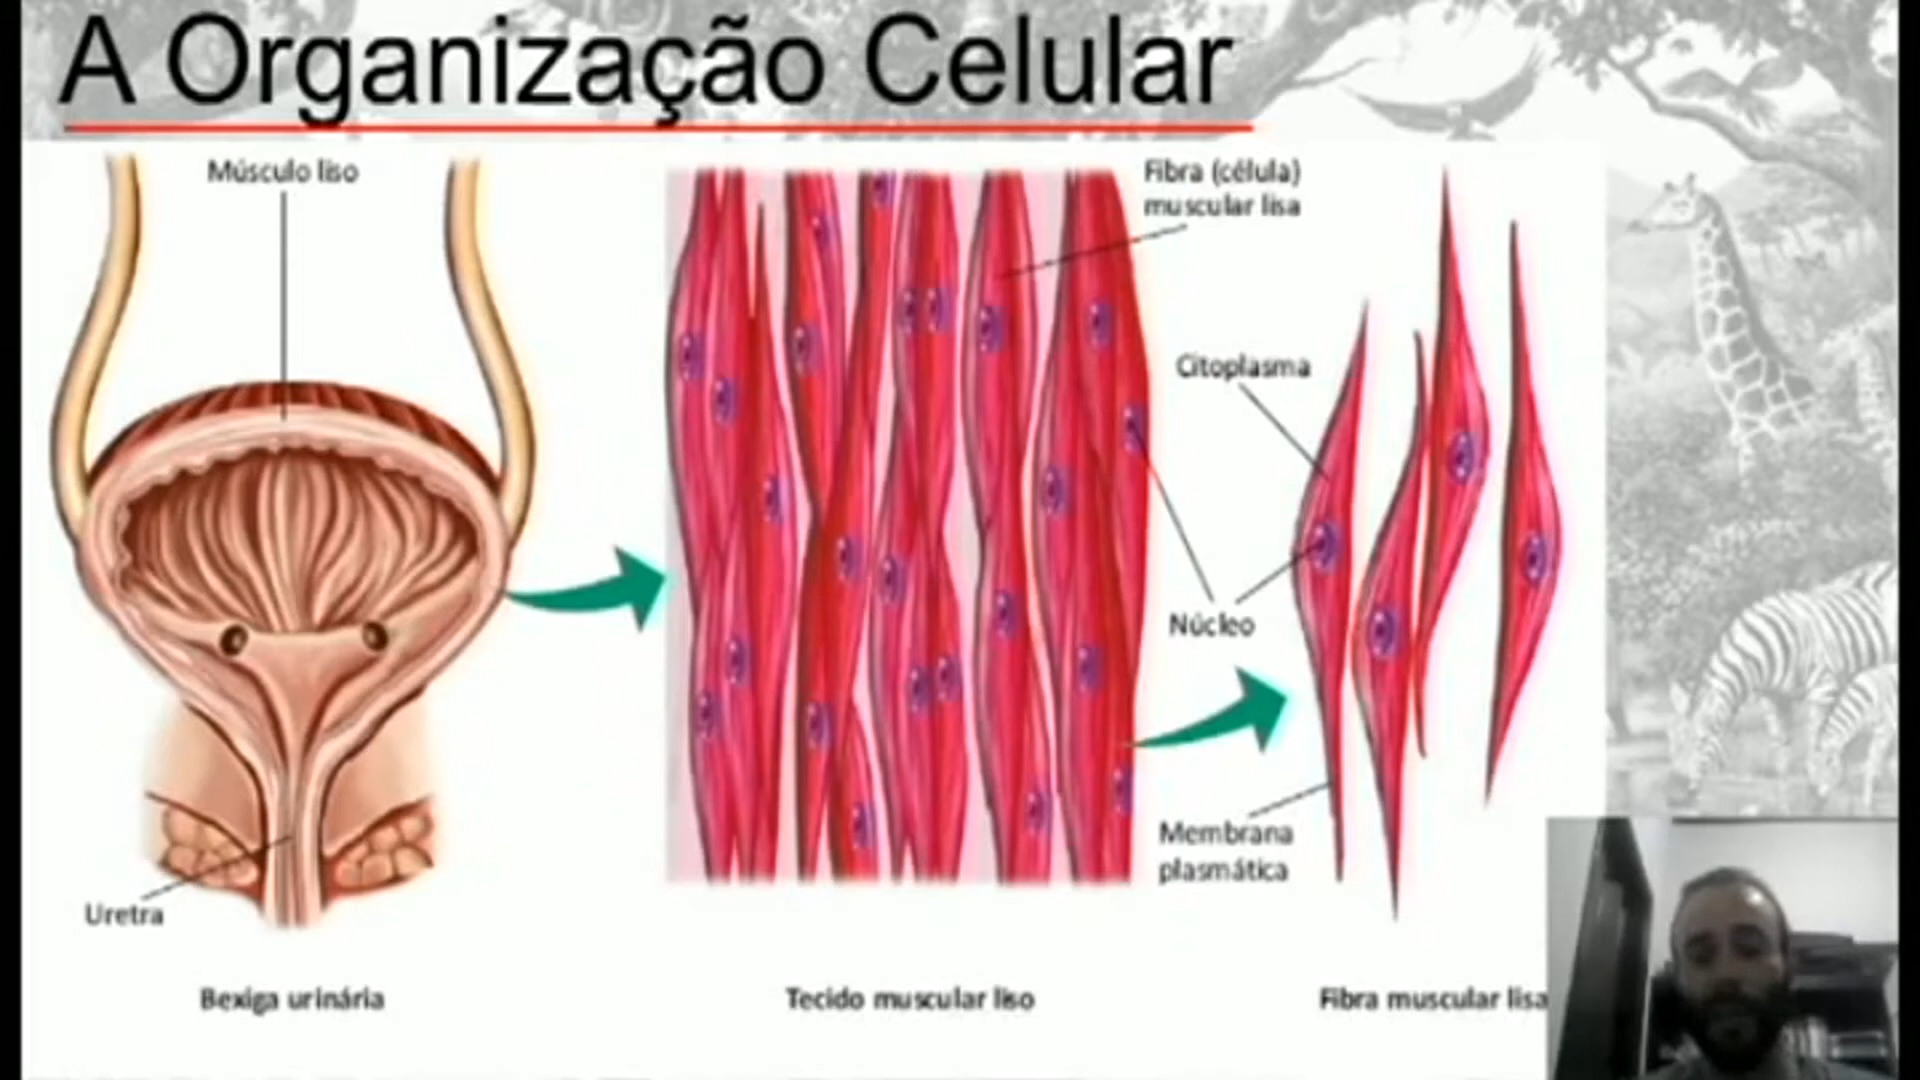 A Organização Celular
Músculo liso
Fibra (célula)
muscular lisa
Citoplasma
Núcleo
Membrana
plasmática
Uretra
Bexiga urinária
Tecido muscular liso
Fibra muscular lisa